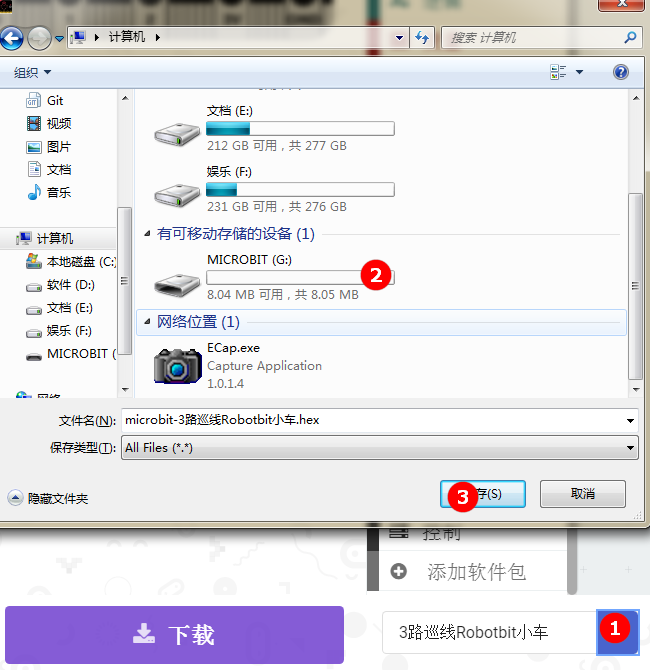 计算机
搜索 计算机
组织
Git
视频
图片
文档
音乐
计算机
本地磁盘 (C:
软件 (D:)
文档 (E:)
娱乐 (F:)
MICROBIT (
网络
文档 (E:)
212 GB 可用，共 277 GB
娱乐 (F:)
231 GB 可用，共 276 GB
有可移动存储的设备 (1)
MICROBIT (G:)
2
8.04 MB 可用，共 8.05 MB
网络位置 (1)
ECap.exe
Capture Application
1.0.1.4
文件名(N):
microbit-3路巡线Robotbit小车.hex
保存类型(T):
All Files (*.*)
隐藏文件夹
3
存(S)
取消
控制
添加软件包
下载
3路巡线Robotbit小车
1